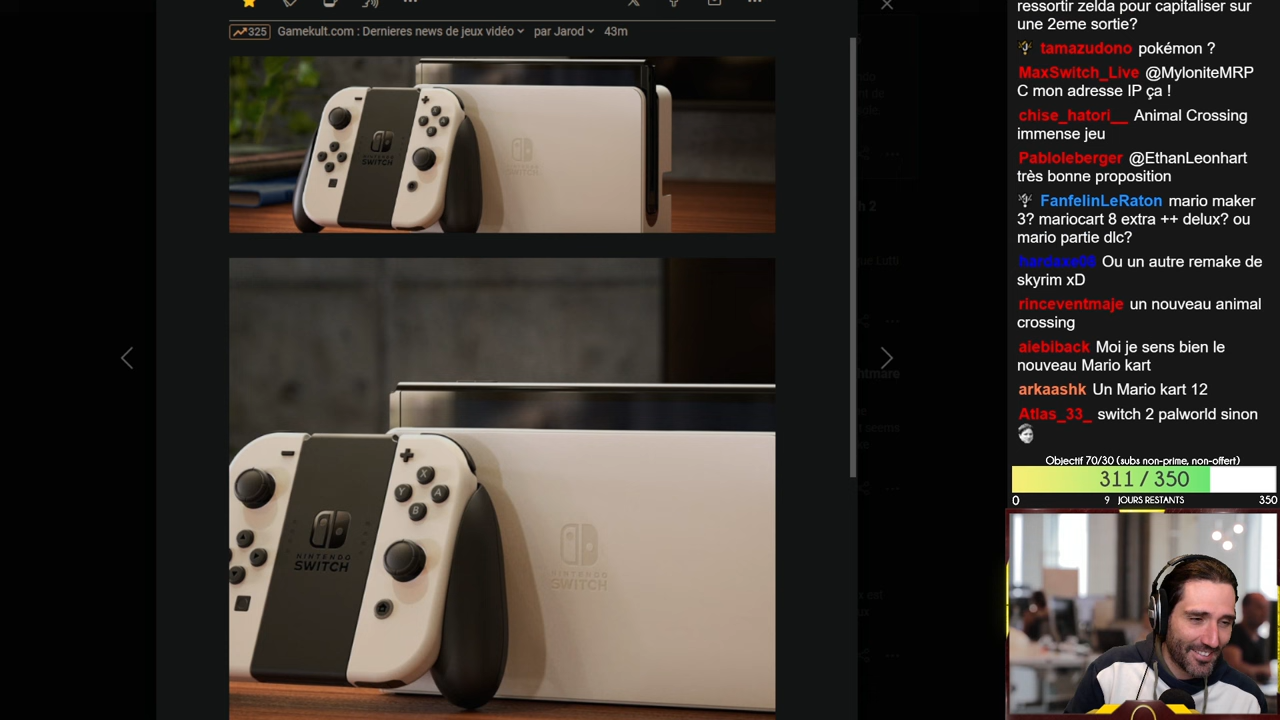 325 Gamekult.com : Dernieres news de jeux vidéo par Jarod 43m
NINTENDO
SWITCH
NINTENDO
SWITCH
X
Y A
B
NINTENDO
SWITCH
NINTENDO
SWITCH
ressortir zelda pour capitaliser sur
une 2eme sortie?
tamazudono pokémon ?
MaxSwitch_Live @MyloniteMRP
C mon adresse IP ça !
chise_hatori__ Animal Crossing
immense jeu
Pabloleberger @EthanLeonhart
très bonne proposition
FanfelinLeRaton mario maker
3? mariocart 8 extra ++ delux? ou
mario partie dlc?
Ou un autre remake de
skyrim xD
rinceventmaje un nouveau animal
crossing
alebiback Moi je sens bien le
nouveau Mario kart
arkaashk Un Mario kart 12
Atlas_33_ switch 2 palworld sinon
Objectif 70/30 (subs non-prime, non-offert)
311 / 350
0 9 JOURS RESTANTS 350